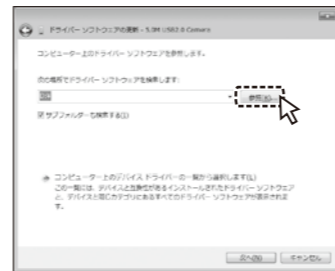 ドライバー ソフトウェアの更新 - 5.0M USB2.0 Camera
コンピューター上のドライバー ソフトウェアを参照します。
次の場所でドライバー ソフトウェアを検索します:
参照(R)...
サブフォルダーも検索する(I)
コンピューター上のデバイス ドライバーの一覧から選択します(L)
この一覧には、デバイスと互換性があるインストールされたドライバー ソフトウェア
と、デバイスと同じカテゴリにあるすべてのドライバー ソフトウェアが表示されま
す。
次へ(N) キャンセル